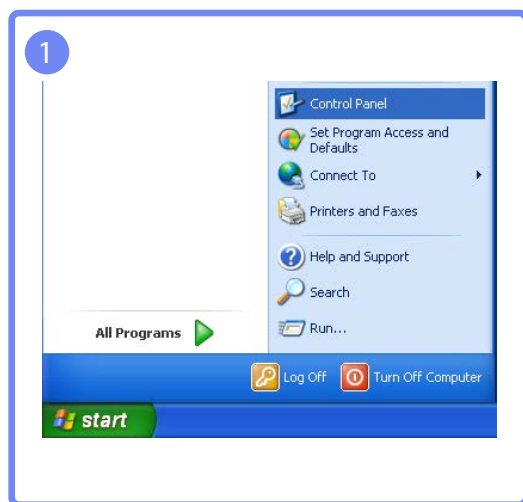 1
Control Panel
Set Program Access and
Defaults
Connect To
Printers and Faxes
Help and Support
Search
All Programs
Run...
Log Off
Turn Off Computer
start